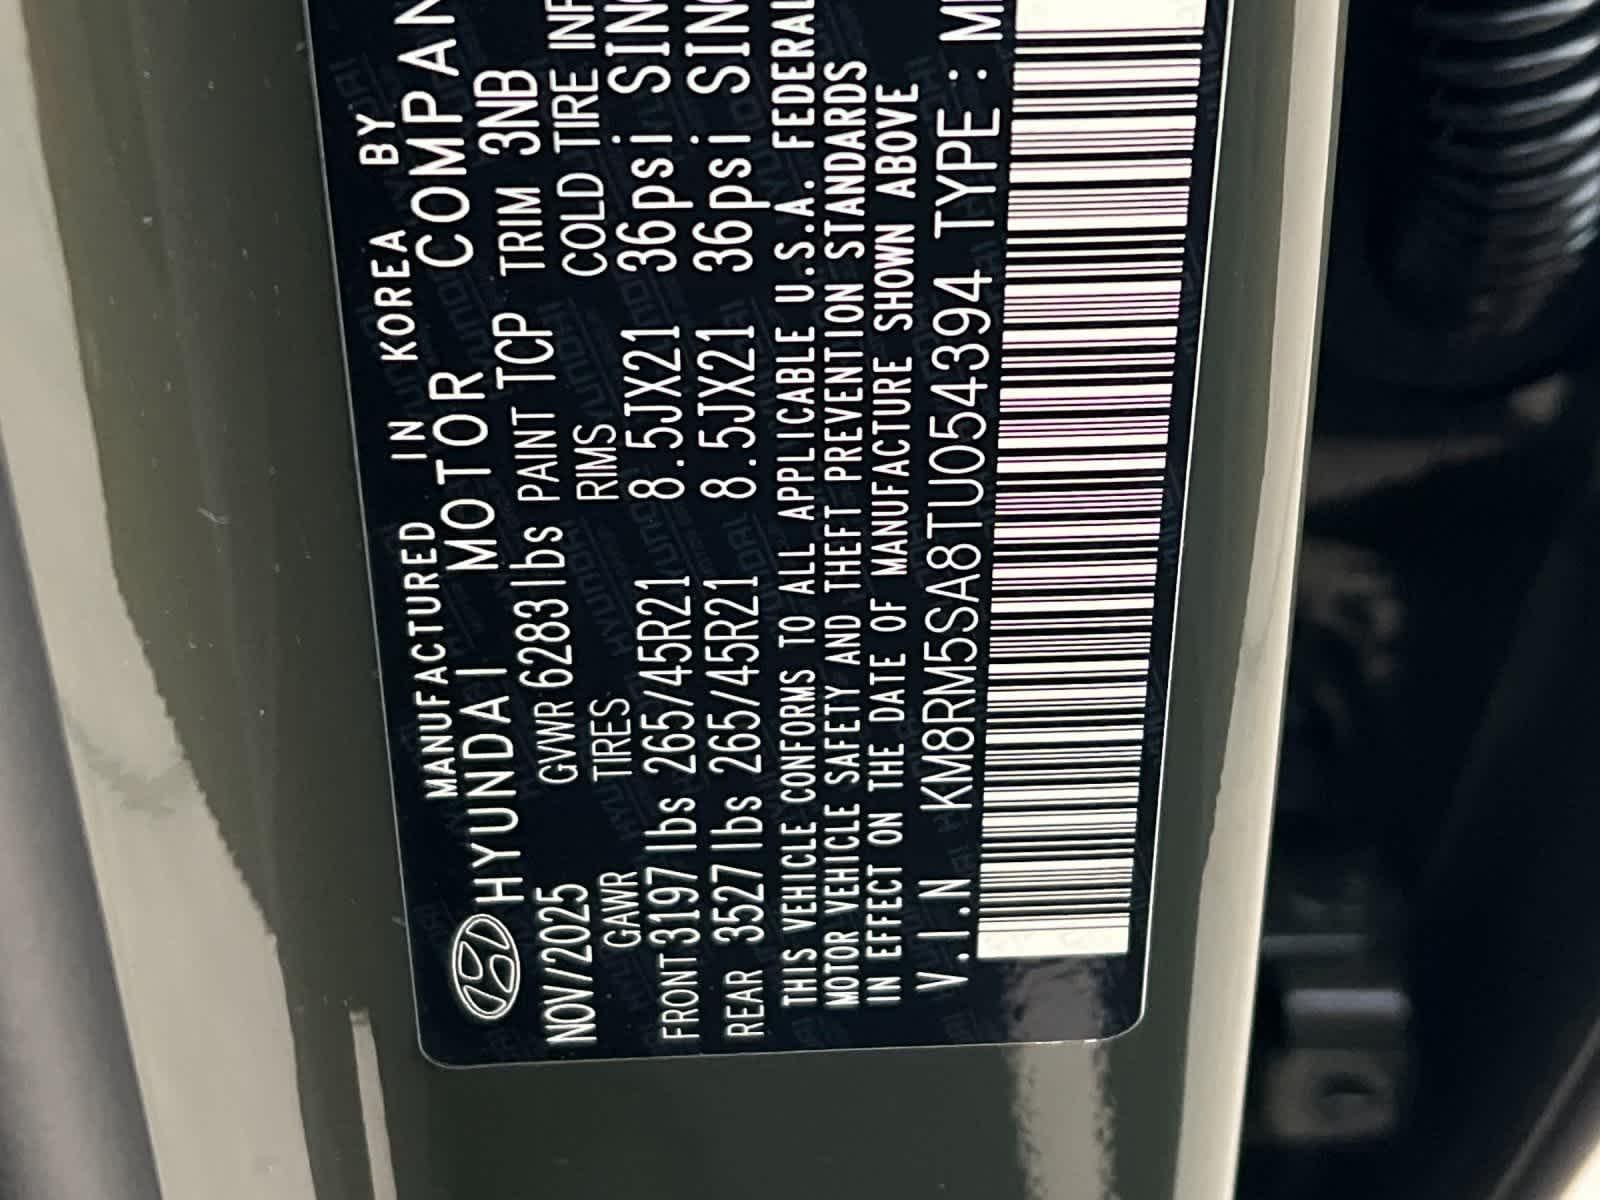 MANUFACTURED IN KOREA BY
HYUNDAI MOTOR COMPAN
NOV/2025 GVWR 6283lbs PAINT TCP TRIM 3NB
GAWR TIRES RIMS COLD TIRE INF
FRONT 3197lbs 265/45R21 8.5JX21 36psi SING
REAR 3527lbs 265/45R21 8.5JX21 36psi SING
THIS VEHICLE CONFORMS TO ALL APPLICABLE U.S.A. FEDERAL
MOTOR VEHICLE SAFETY AND THEFT PREVENTION STANDARDS
IN EFFECT ON THE DATE OF MANUFACTURE SHOWN ABOVE
V.I.N KM8RM5SA8TU054394 TYPE: M